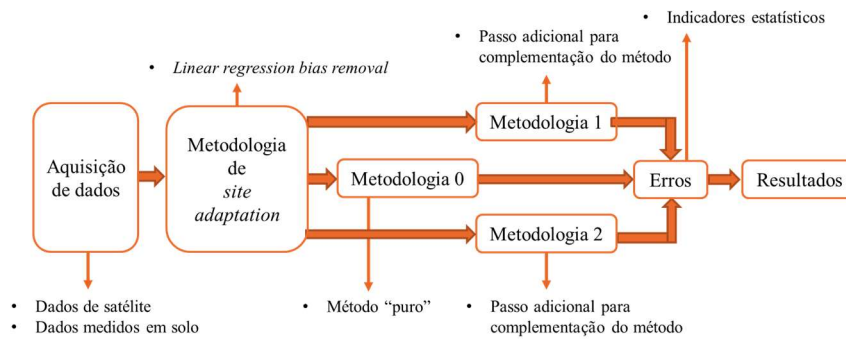 • Indicadores estatísticos
• Passo adicional para
complementação do método
• Linear regression bias removal
Aquisição
de dados
Metodologia
de
site
adaptation
Metodologia 1
Metodologia 0
Metodologia 2
Erros
Resultados
• Dados de satélite
• Dados medidos em solo
• Método “puro”
• Passo adicional para
complementação do método